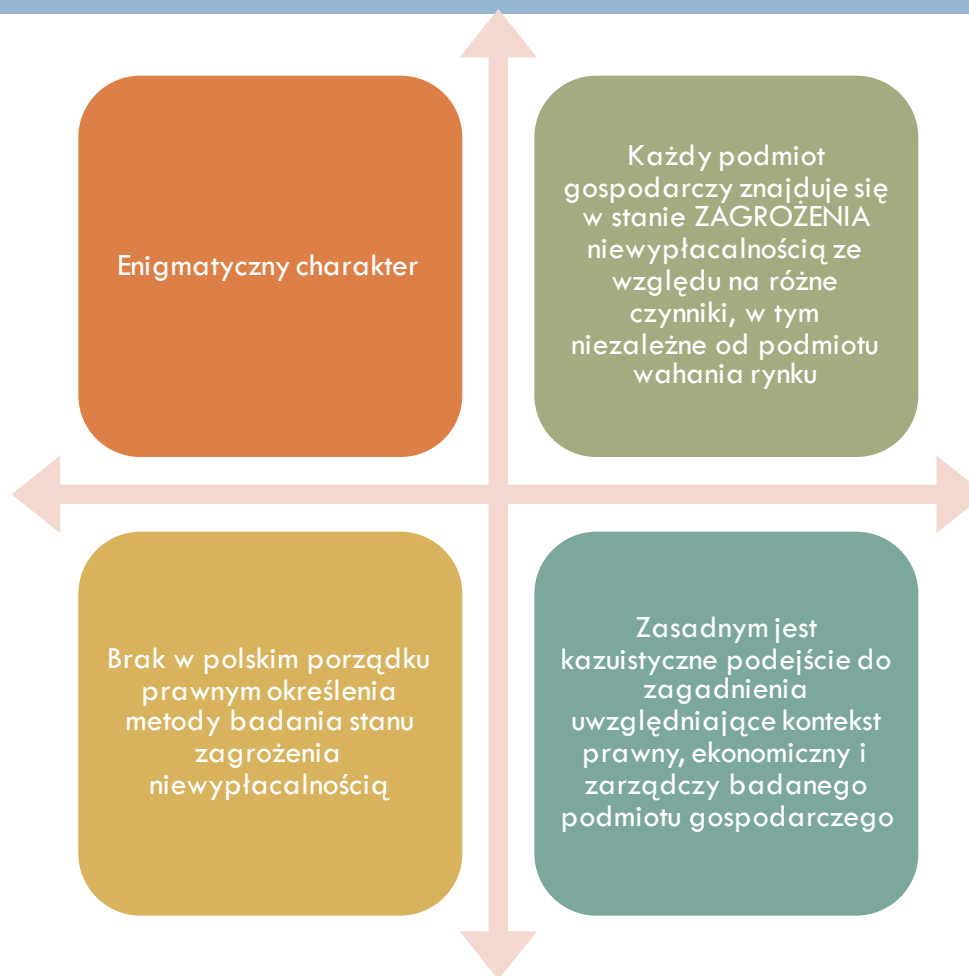 Enigmatyczny charakter
Każdy podmiot
gospodarczy znajduje się
w stanie ZAGROŻENIA
niewypłacalnością ze
względu na różne
czynniki, w tym
niezależne od podmiotu
wahania rynku
Brak w polskim porządku
prawnym określenia
metody badania stanu
zagrożenia
niewypłacalnością
Zasadnym jest
kazuistyczne podejście do
zagadnienia
uwzględniające kontekst
prawny, ekonomiczny i
zarządczy badanego
podmiotu gospodarczego